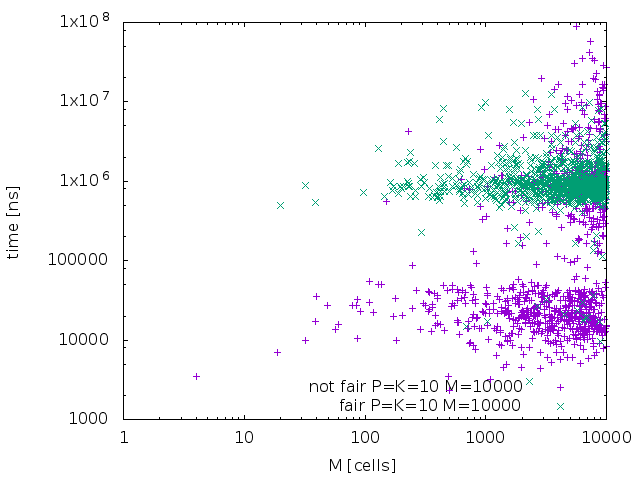 1x10^8
1x10^7
1x10^6
100000
10000
1000
time [ns]
not fair P=K=10 M=10000
fair P=K=10 M=10000
1 10 100 1000 10000
M [cells]